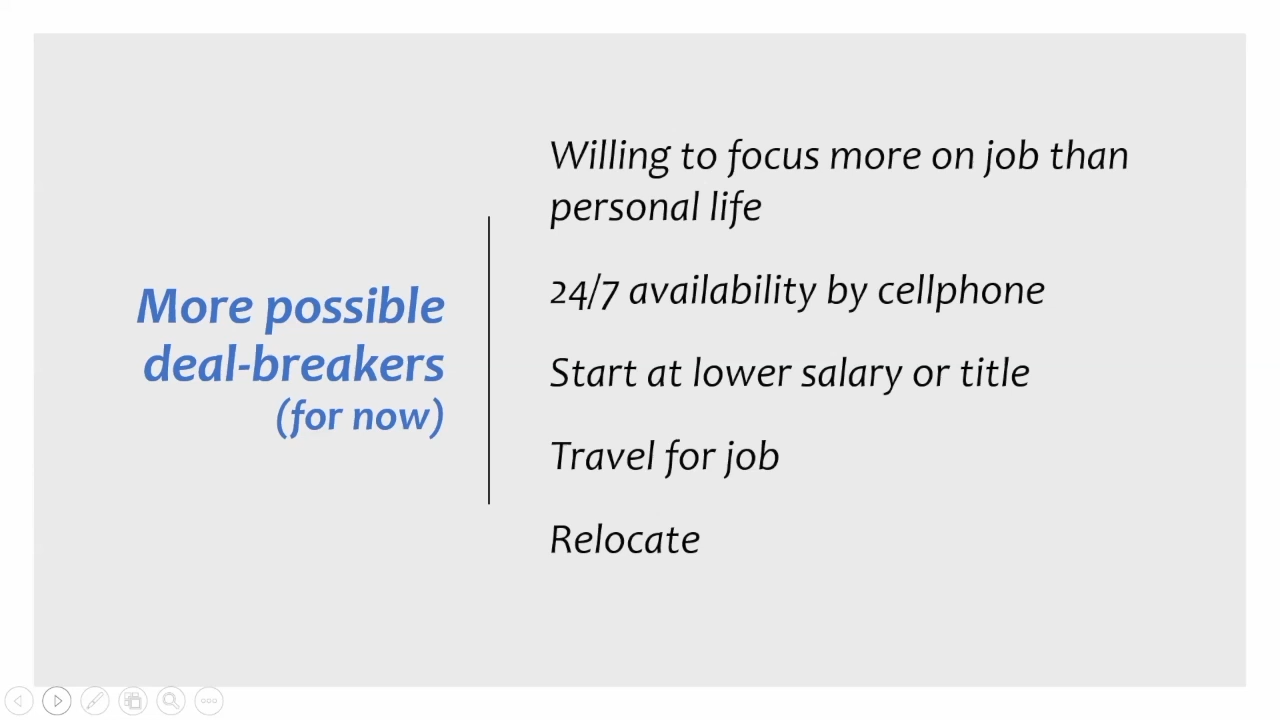 More possible
deal-breakers
(for now)
Willing to focus more on job than
personal life
24/7 availability by cellphone
Start at lower salary or title
Travel for job
Relocate